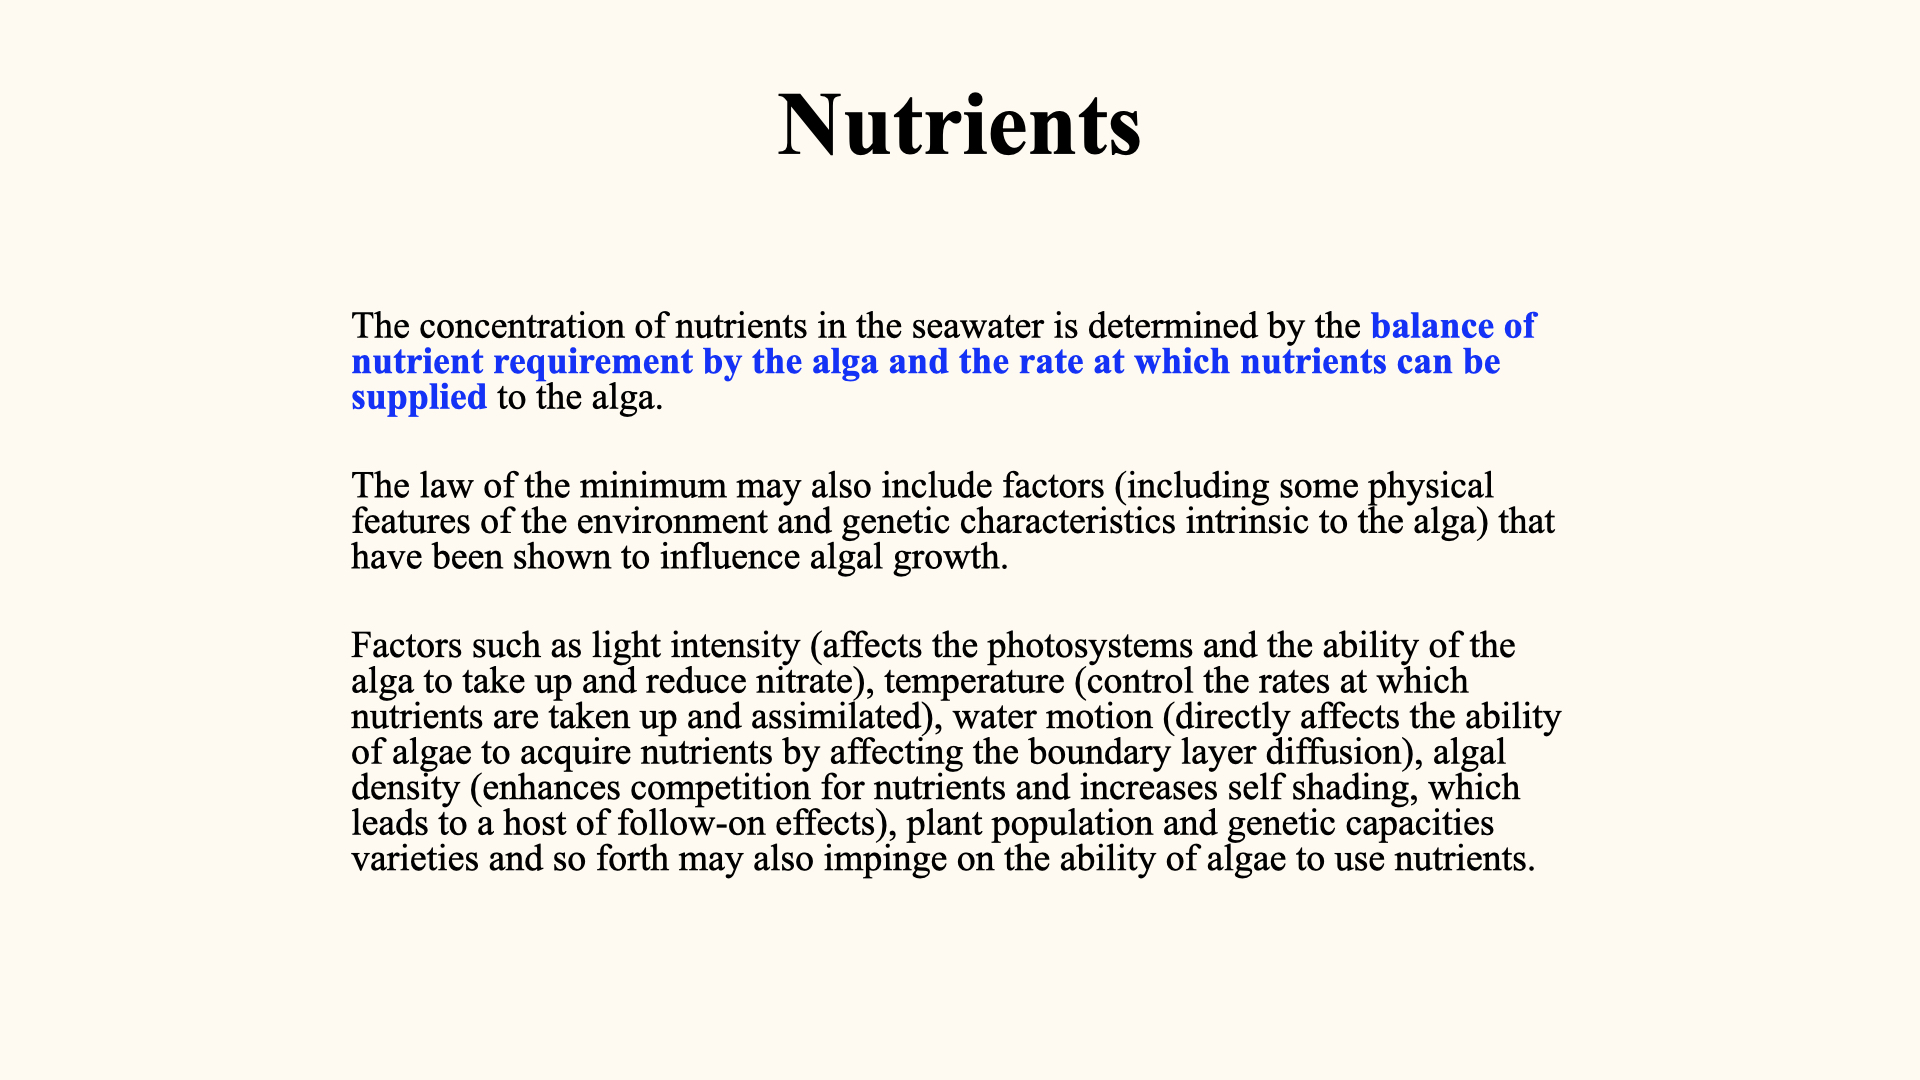 Nutrients
The concentration of nutrients in the seawater is determined by the balance of
nutrient requirement by the alga and the rate at which nutrients can be
supplied to the alga.
The law of the minimum may also include factors (including some physical
features of the environment and genetic characteristics intrinsic to the alga) that
have been shown to influence algal growth.
Factors such as light intensity (affects the photosystems and the ability of the
alga to take up and reduce nitrate), temperature (control the rates at which
nutrients are taken up and assimilated), water motion (directly affects the ability
of algae to acquire nutrients by affecting the boundary layer diffusion), algal
density (enhances competition for nutrients and increases self shading, which
leads to a host of follow-on effects), plant population and genetic capacities
varieties and so forth may also impinge on the ability of algae to use nutrients.